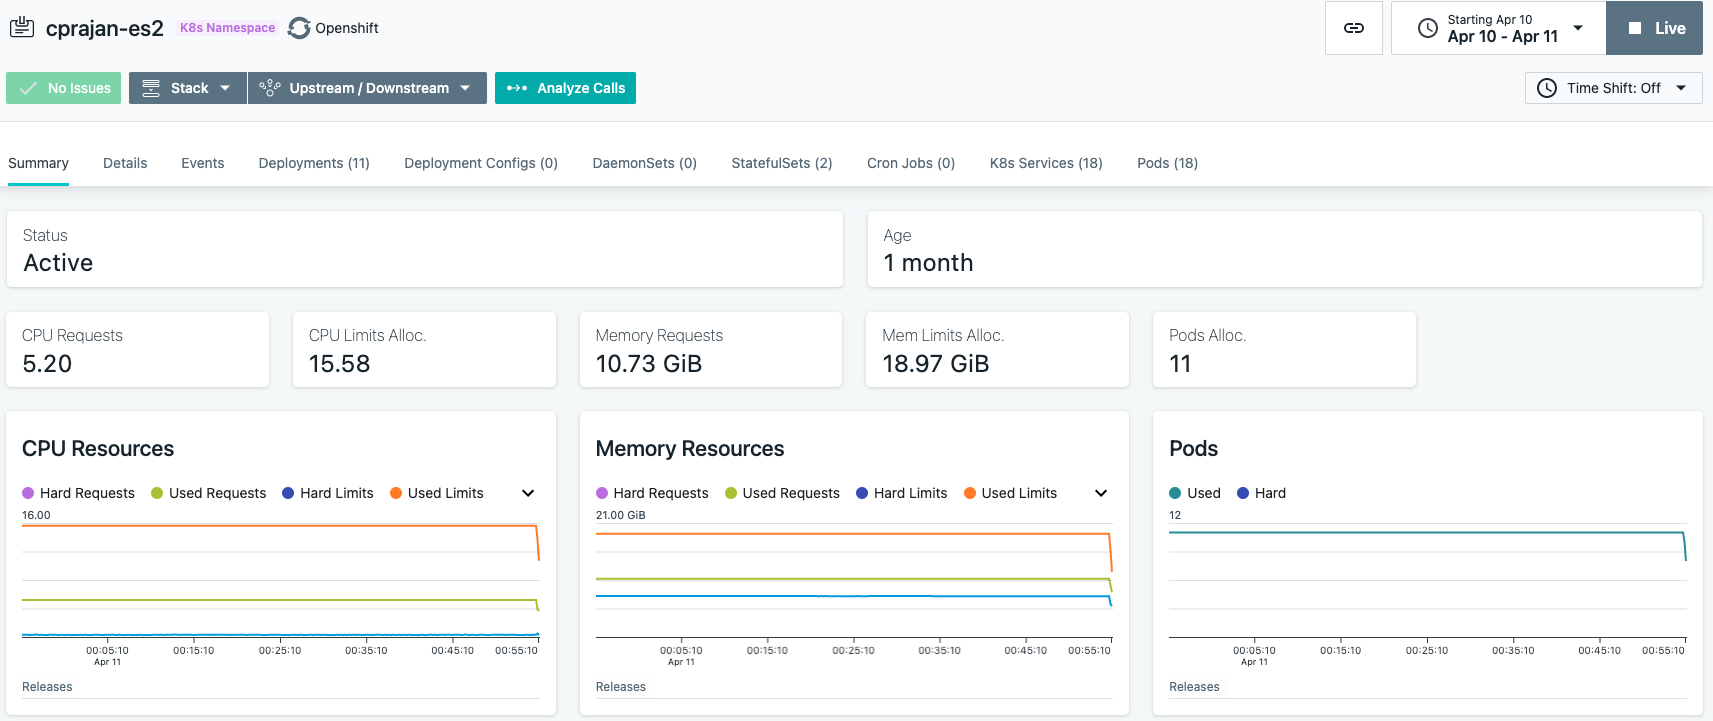 cprajan-es2 K8s Namespace Openshift
Starting Apr 10
Apr 10 - Apr 11
Live
No Issues Stack Upstream / Downstream Analyze Calls Time Shift: Off
Summary Details Events Deployments (11) Deployment Configs (0) DaemonSets (0) StatefulSets (2) Cron Jobs (0) K8s Services (18) Pods (18)
Status
Active
Age
1 month
CPU Requests
5.20
CPU Limits Alloc.
15.58
Memory Requests
10.73 GiB
Mem Limits Alloc.
18.97 GiB
Pods Alloc.
11
CPU Resources
Hard Requests Used Requests Hard Limits Used Limits
16.00
00:05:10 00:15:10 00:25:10 00:35:10 00:45:10 00:55:10
Apr 11
Releases
Memory Resources
Hard Requests Used Requests Hard Limits Used Limits
21.00 GiB
00:05:10 00:15:10 00:25:10 00:35:10 00:45:10 00:55:10
Apr 11
Releases
Pods
Used Hard
12
00:05:10 00:15:10 00:25:10 00:35:10 00:45:10 00:55:10
Apr 11
Releases